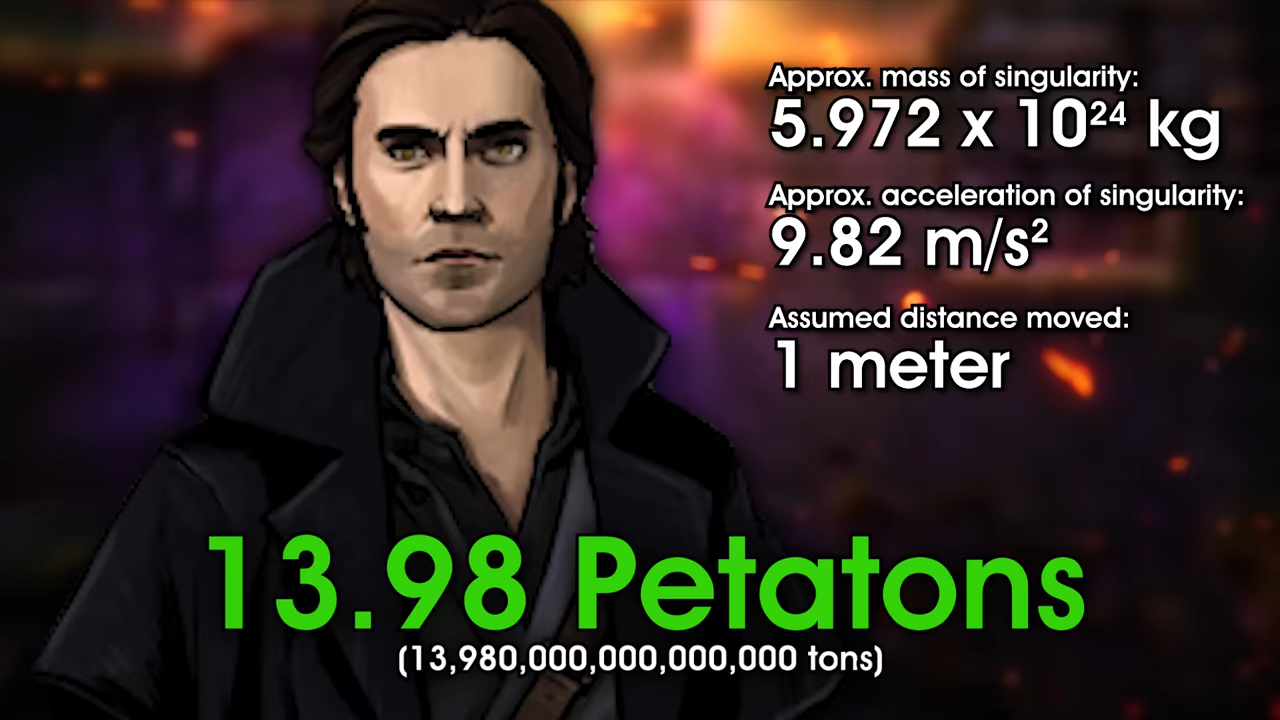 Approx. mass of singularity:
5.972 x 10²⁴ kg
Approx. acceleration of singularity:
9.82 m/s²
Assumed distance moved:
1 meter
13.98 Petatons
(13,980,000,000,000,000 tons)